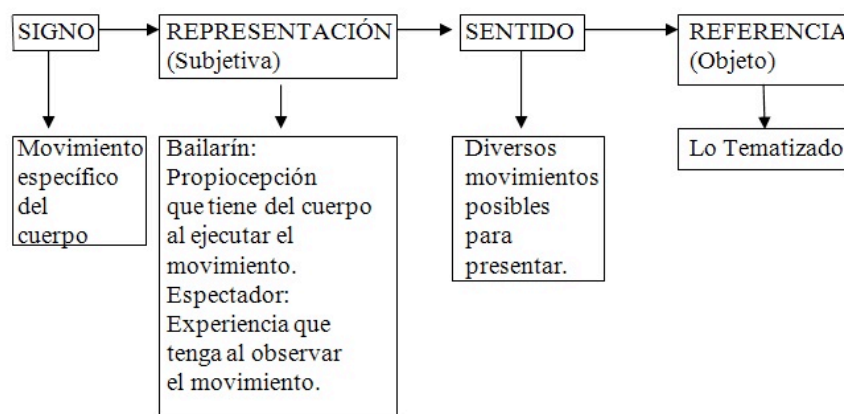 SIGNO
REPRESENTACIÓN
(Subjetiva)
SENTIDO
REFERENCIA
(Objeto)
Movimiento
específico
del
cuerpo
Bailarín:
Propiocepción
que tiene del cuerpo
al ejecutar el
movimiento.
Espectador:
Experiencia que
tenga al observar
el movimiento.
Diversos
movimientos
posibles
para
presentar.
Lo Tematizado